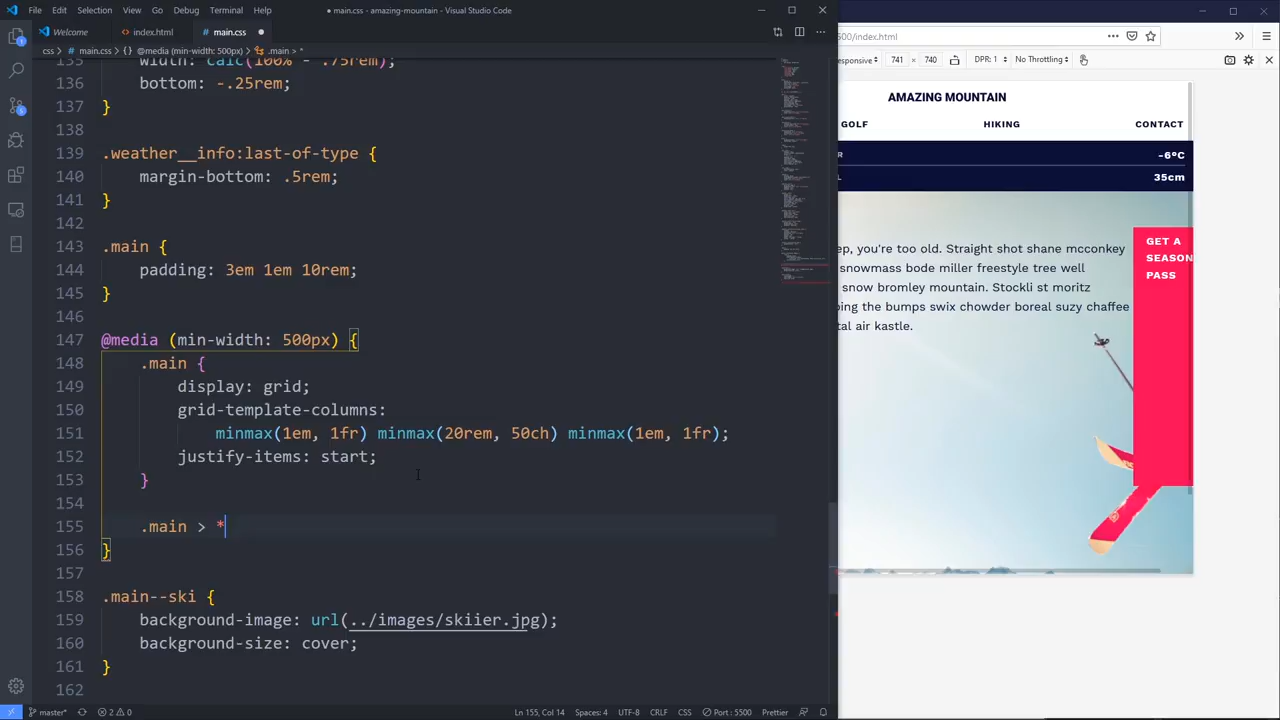 File Edit Selection View Go Debug Terminal Help
● main.css - amazing-mountain - Visual Studio Code
Welcome index.html main.css
css > # main.css > {} @media (min-width: 500px) > .main > *
500/index.html
esponsive 741 × 740 DPR: 1 No Throttling
135 width: calc(100% - .75rem);
136 bottom: -.25rem;
137 }
138
139 .weather__info:last-of-type {
140 margin-bottom: .5rem;
141 }
142
143 .main {
144 padding: 3em 1em 10rem;
145 }
146
147 @media (min-width: 500px) {
148 .main {
149 display: grid;
150 grid-template-columns:
151 minmax(1em, 1fr) minmax(20rem, 50ch) minmax(1em, 1fr);
152 justify-items: start;
153 }
154
155 .main > *
156 }
157
158 .main--ski {
159 background-image: url(../images/skiier.jpg);
160 background-size: cover;
161 }
162
AMAZING MOUNTAIN
GOLF HIKING CONTACT
R -6°C
L 35cm
ep, you're too old. Straight shot shane mcconkey
snowmass bode miller freestyle tree well
snow bromley mountain. Stockli st moritz
ping the bumps swix chowder boreal suzy chaffee
tal air kastle.
GET A
SEASON
PASS
master* 2 0 Ln 155, Col 14 Spaces: 4 UTF-8 CRLF CSS Port : 5500 Prettier